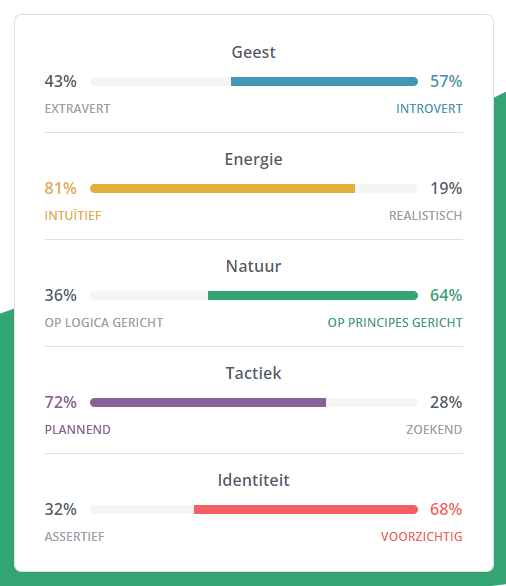 Geest
43% 57%
EXTRAVERT INTROVERT
Energie
81% 19%
INTUÏTIEF REALISTISCH
Natuur
36% 64%
OP LOGICA GERICHT OP PRINCIPES GERICHT
Tactiek
72% 28%
PLANNEND ZOEKEND
Identiteit
32% 68%
ASSERTIEF VOORZICHTIG